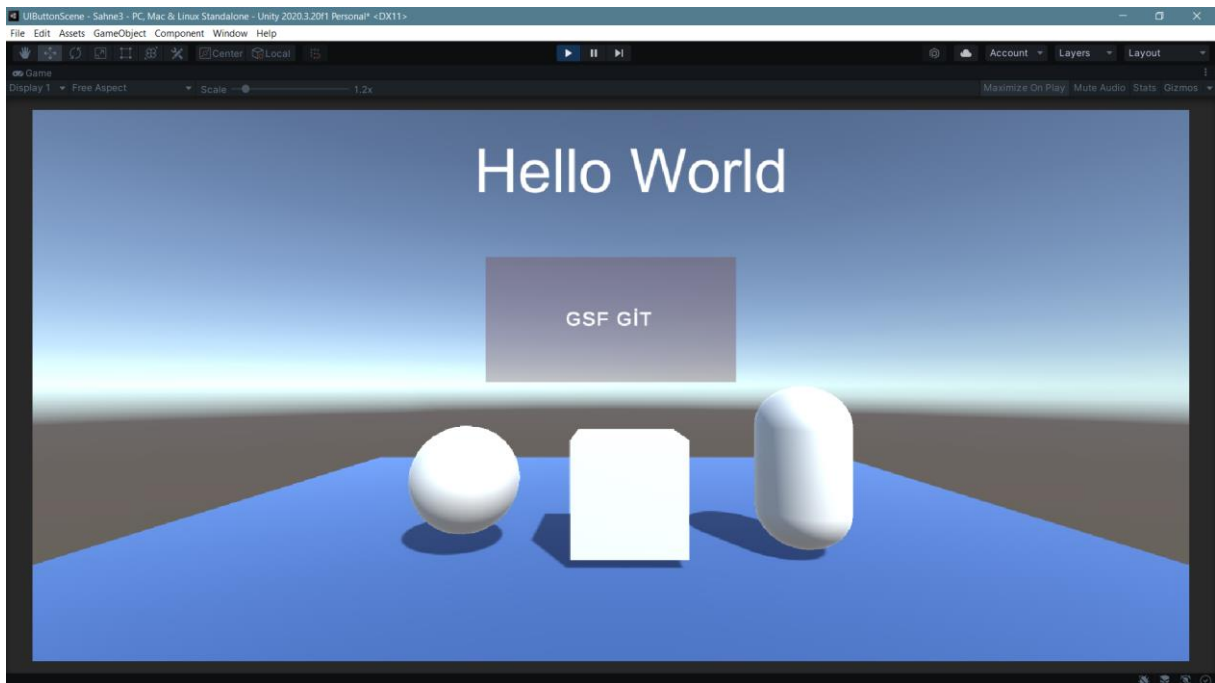 UIButtonScene - Sahne3 - PC, Mac & Linux Standalone - Unity 2020.3.20f1 Personal* <DX11>
File Edit Assets GameObject Component Window Help
Center Local Account Layers Layout
Game
Display 1 Free Aspect Scale 1.2x Maximize On Play Mute Audio Stats Gizmos
Hello World
GSF GİT